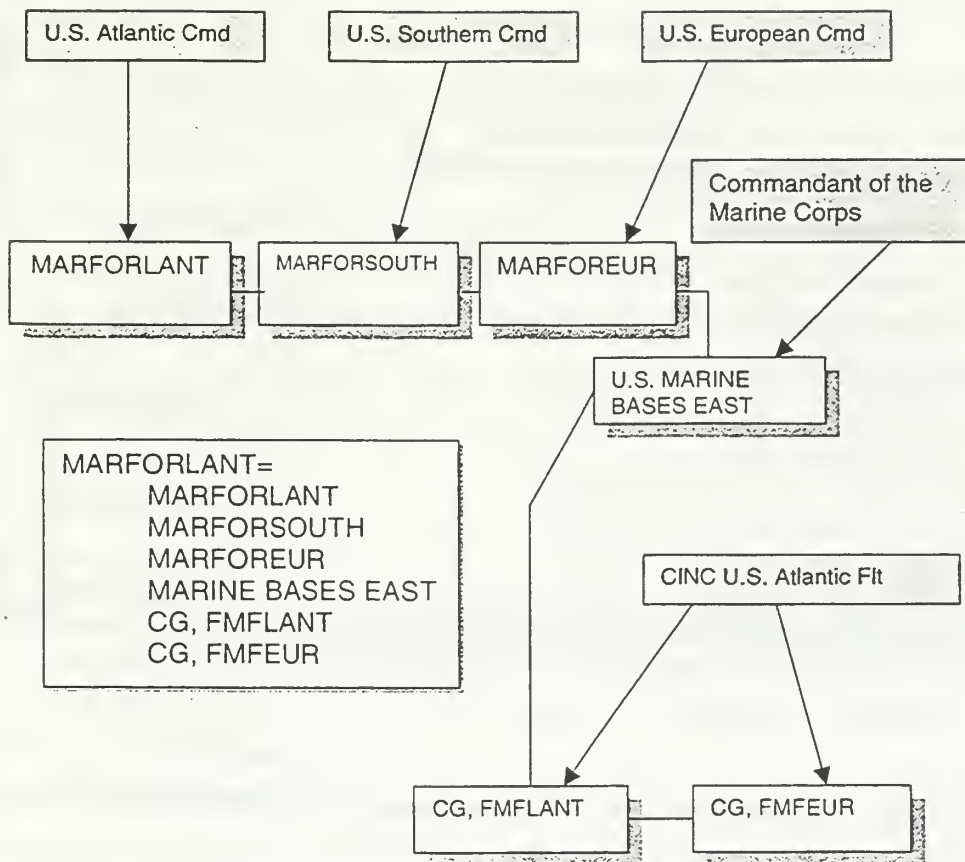 U.S. Atlantic Cmd
U.S. Southern Cmd
U.S. European Cmd
Commandant of the
Marine Corps
MARFORLANT
MARFORSOUTH
MARFOREUR
U.S. MARINE
BASES EAST
MARFORLANT=
MARFORLANT
MARFORSOUTH
MARFOREUR
MARINE BASES EAST
CG, FMFLANT
CG, FMFEUR
CINC U.S. Atlantic Flt
CG, FMFLANT
CG, FMFEUR